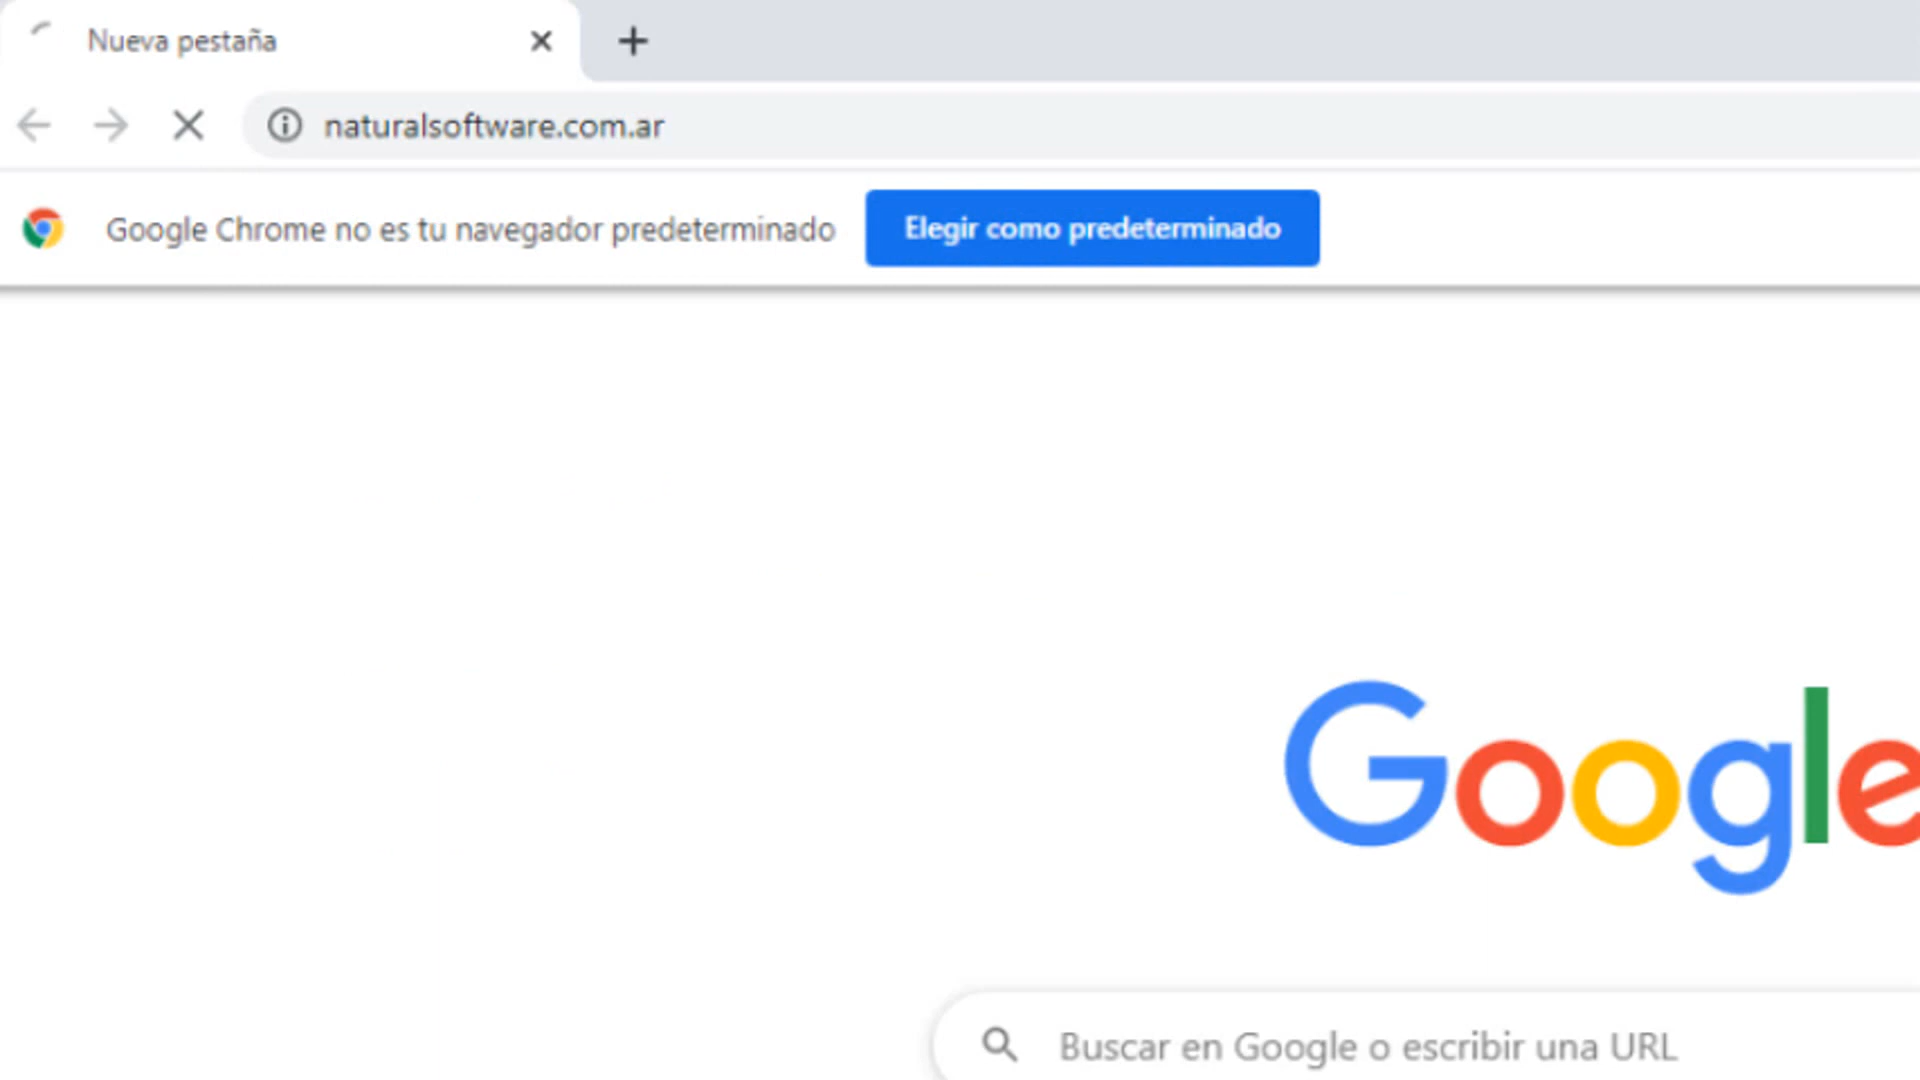 Nueva pestaña
naturalsoftware.com.ar
Google Chrome no es tu navegador predeterminado
Elegir como predeterminado
Google
Buscar en Google o escribir una URL